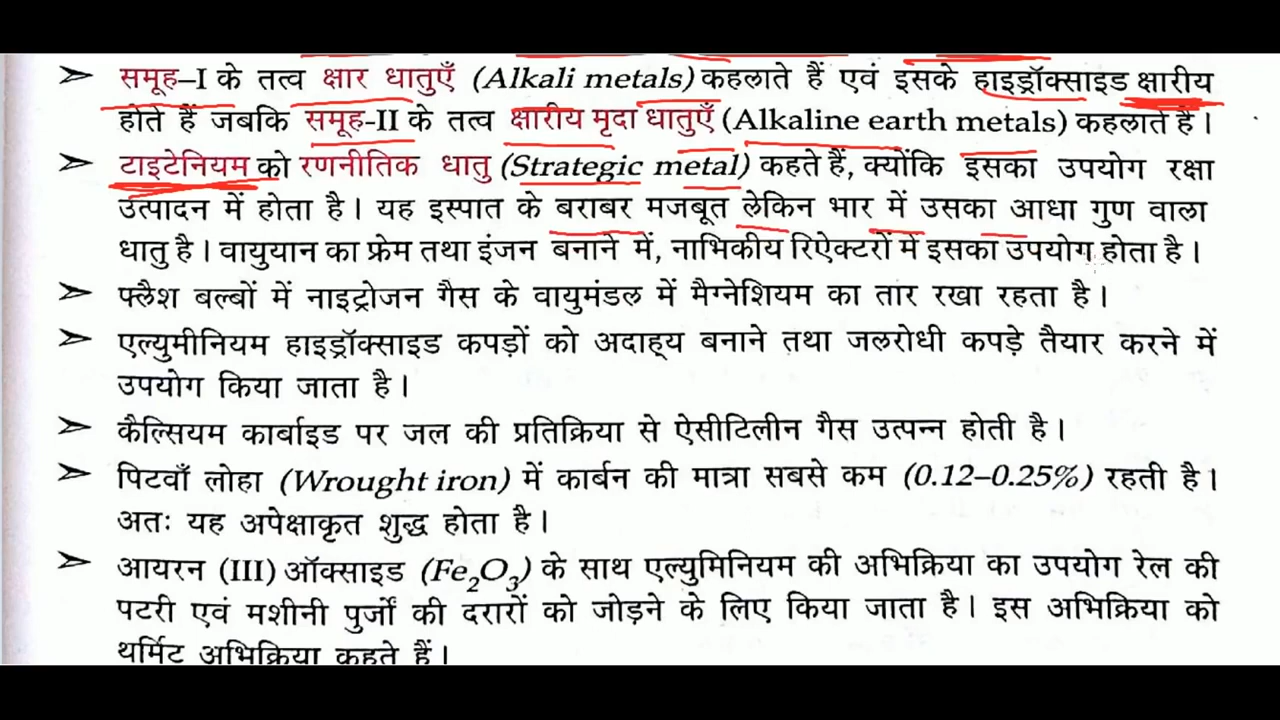 ➢ समूह–I के तत्व क्षार धातुएँ (Alkali metals) कहलाते हैं एवं इसके हाइड्रॉक्साइड क्षारीय
होते हैं जबकि समूह-II के तत्व क्षारीय मृदा धातुएँ (Alkaline earth metals) कहलाते हैं।
➢ टाइटेनियम को रणनीतिक धातु (Strategic metal) कहते हैं, क्योंकि इसका उपयोग रक्षा
उत्पादन में होता है। यह इस्पात के बराबर मजबूत लेकिन भार में उसका आधा गुण वाला
धातु है। वायुयान का फ्रेम तथा इंजन बनाने में, नाभिकीय रिऐक्टरों में इसका उपयोग होता है।
➢ फ्लैश बल्बों में नाइट्रोजन गैस के वायुमंडल में मैग्नेशियम का तार रखा रहता है।
➢ एल्युमीनियम हाइड्रॉक्साइड कपड़ों को अदाह्य बनाने तथा जलरोधी कपड़े तैयार करने में
उपयोग किया जाता है।
➢ कैल्सियम कार्बाइड पर जल की प्रतिक्रिया से ऐसीटिलीन गैस उत्पन्न होती है।
➢ पिटवाँ लोहा (Wrought iron) में कार्बन की मात्रा सबसे कम (0.12–0.25%) रहती है।
अतः यह अपेक्षाकृत शुद्ध होता है।
➢ आयरन (III) ऑक्साइड (Fe₂O₃) के साथ एल्युमिनियम की अभिक्रिया का उपयोग रेल की
पटरी एवं मशीनी पुर्जों की दरारों को जोड़ने के लिए किया जाता है। इस अभिक्रिया को
थर्मिट अभिक्रिया कहते हैं।